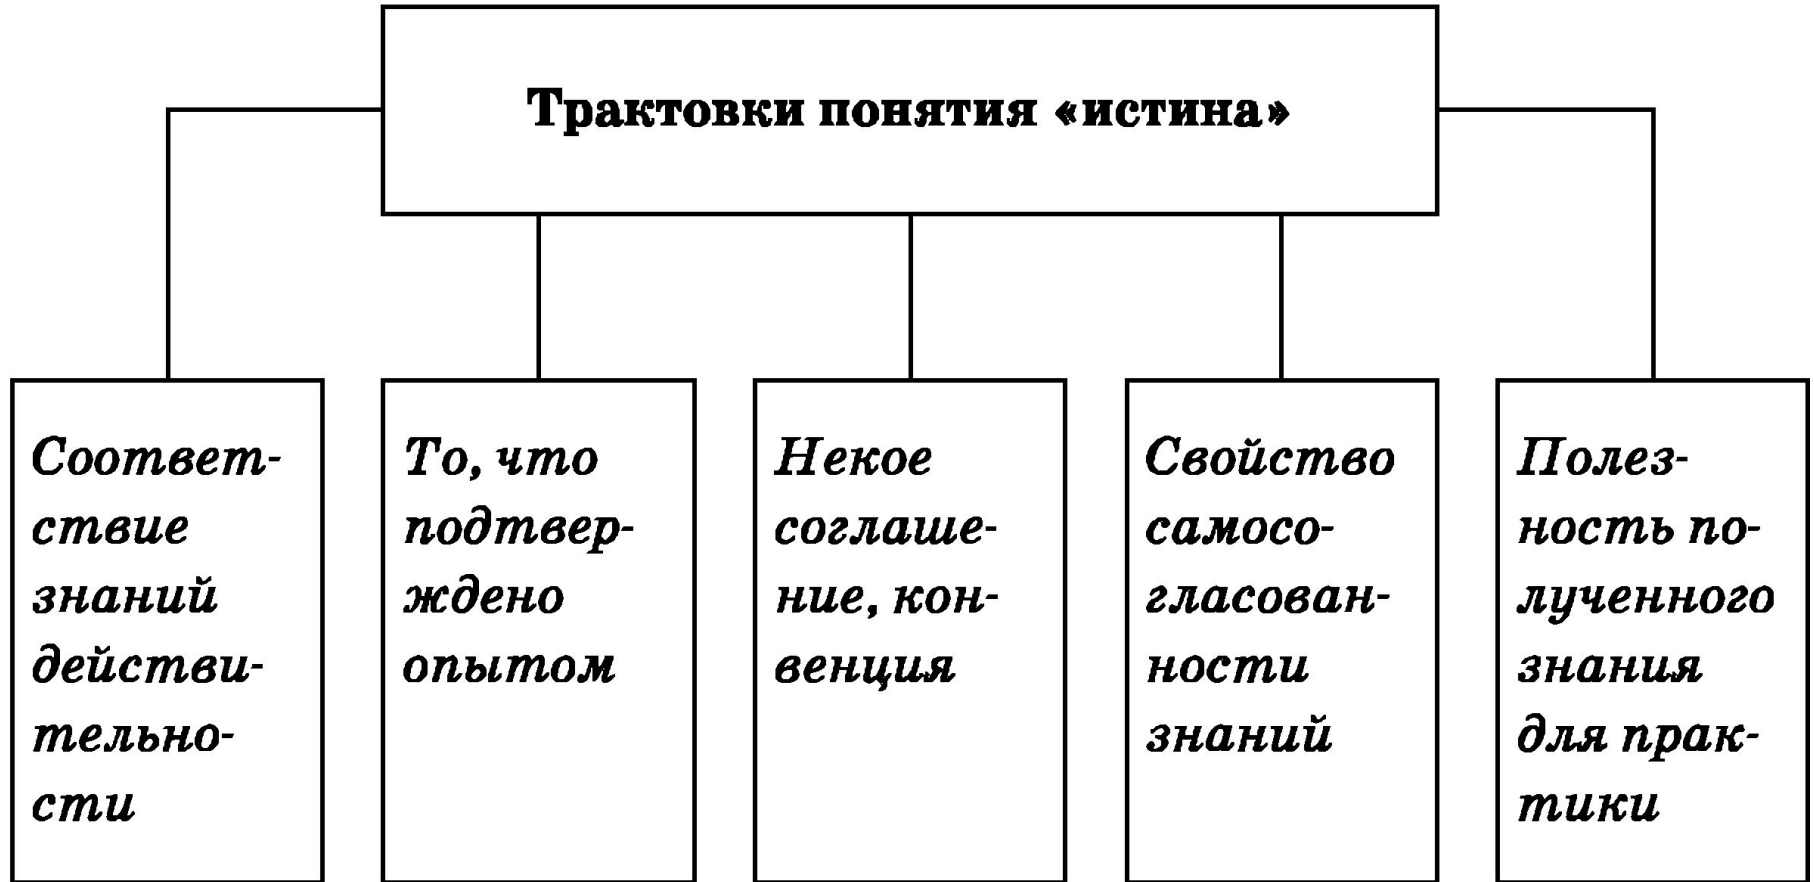 Трактовки понятия «истина»
Соответ-
ствие
знаний
действи-
тельно-
сти
То, что
подтвер-
ждено
опытом
Некое
соглаше-
ние, кон-
венция
Свойство
самосо-
гласован-
ности
знаний
Полез-
ность по-
лученного
знания
для прак-
тики